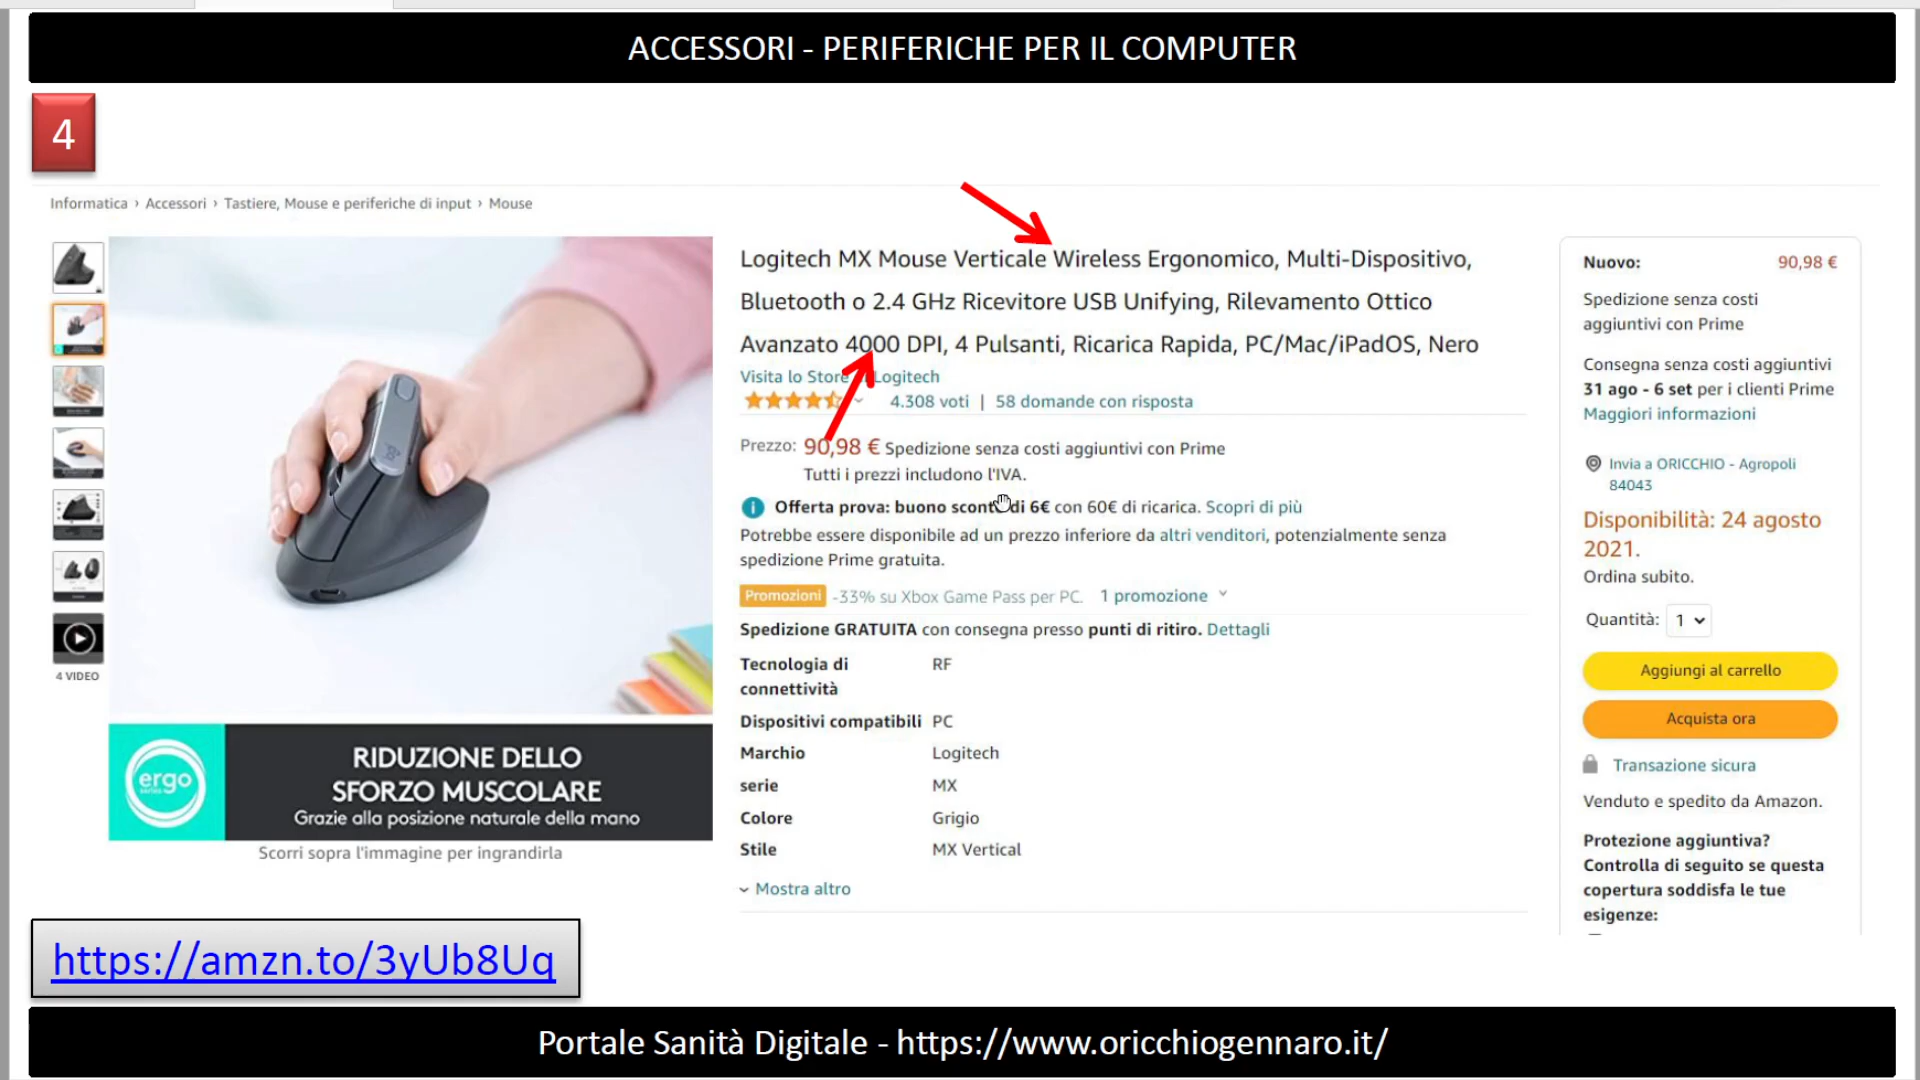 ACCESSORI - PERIFERICHE PER IL COMPUTER
4
Informatica › Accessori › Tastiere, Mouse e periferiche di input › Mouse
Logitech MX Mouse Verticale Wireless Ergonomico, Multi-Dispositivo,
Bluetooth o 2.4 GHz Ricevitore USB Unifying, Rilevamento Ottico
Avanzato 4000 DPI, 4 Pulsanti, Ricarica Rapida, PC/Mac/iPadOS, Nero
Visita lo Store Logitech
4.308 voti | 58 domande con risposta
Prezzo: 90,98 € Spedizione senza costi aggiuntivi con Prime
Tutti i prezzi includono l'IVA.
Offerta prova: buono sconto di 6€ con 60€ di ricarica. Scopri di più
Potrebbe essere disponibile ad un prezzo inferiore da altri venditori, potenzialmente senza
spedizione Prime gratuita.
Promozioni -33% su Xbox Game Pass per PC. 1 promozione
Spedizione GRATUITA con consegna presso punti di ritiro. Dettagli
Tecnologia di connettività RF
Dispositivi compatibili PC
Marchio Logitech
serie MX
Colore Grigio
Stile MX Vertical
Mostra altro
4 VIDEO
ergo
series
RIDUZIONE DELLO
SFORZO MUSCOLARE
Grazie alla posizione naturale della mano
Scorri sopra l'immagine per ingrandirla
Nuovo: 90,98 €
Spedizione senza costi
aggiuntivi con Prime
Consegna senza costi aggiuntivi
31 ago - 6 set per i clienti Prime
Maggiori informazioni
Invia a ORICCHIO - Agropoli
84043
Disponibilità: 24 agosto
2021.
Ordina subito.
Quantità: 1
Aggiungi al carrello
Acquista ora
Transazione sicura
Venduto e spedito da Amazon.
Protezione aggiuntiva?
Controlla di seguito se questa
copertura soddisfa le tue
esigenze:
https://amzn.to/3yUb8Uq
Portale Sanità Digitale - https://www.oricchiogennaro.it/